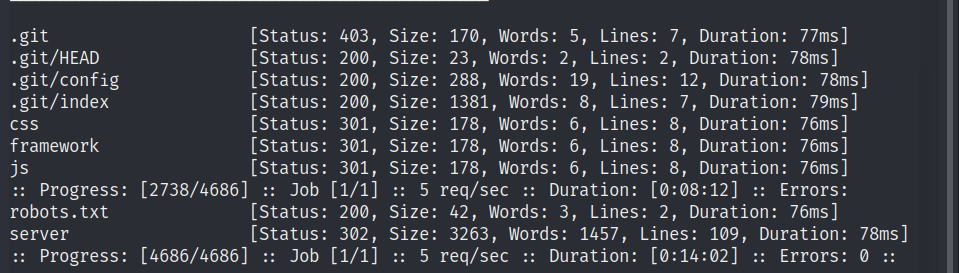 .git [Status: 403, Size: 170, Words: 5, Lines: 7, Duration: 77ms]
.git/HEAD [Status: 200, Size: 23, Words: 2, Lines: 2, Duration: 78ms]
.git/config [Status: 200, Size: 288, Words: 19, Lines: 12, Duration: 78ms]
.git/index [Status: 200, Size: 1381, Words: 8, Lines: 7, Duration: 79ms]
css [Status: 301, Size: 178, Words: 6, Lines: 8, Duration: 76ms]
framework [Status: 301, Size: 178, Words: 6, Lines: 8, Duration: 76ms]
js [Status: 301, Size: 178, Words: 6, Lines: 8, Duration: 76ms]
:: Progress: [2738/4686] :: Job [1/1] :: 5 req/sec :: Duration: [0:08:12] :: Errors:
robots.txt [Status: 200, Size: 42, Words: 3, Lines: 2, Duration: 76ms]
server [Status: 302, Size: 3263, Words: 1457, Lines: 109, Duration: 78ms]
:: Progress: [4686/4686] :: Job [1/1] :: 5 req/sec :: Duration: [0:14:02] :: Errors: 0 ::